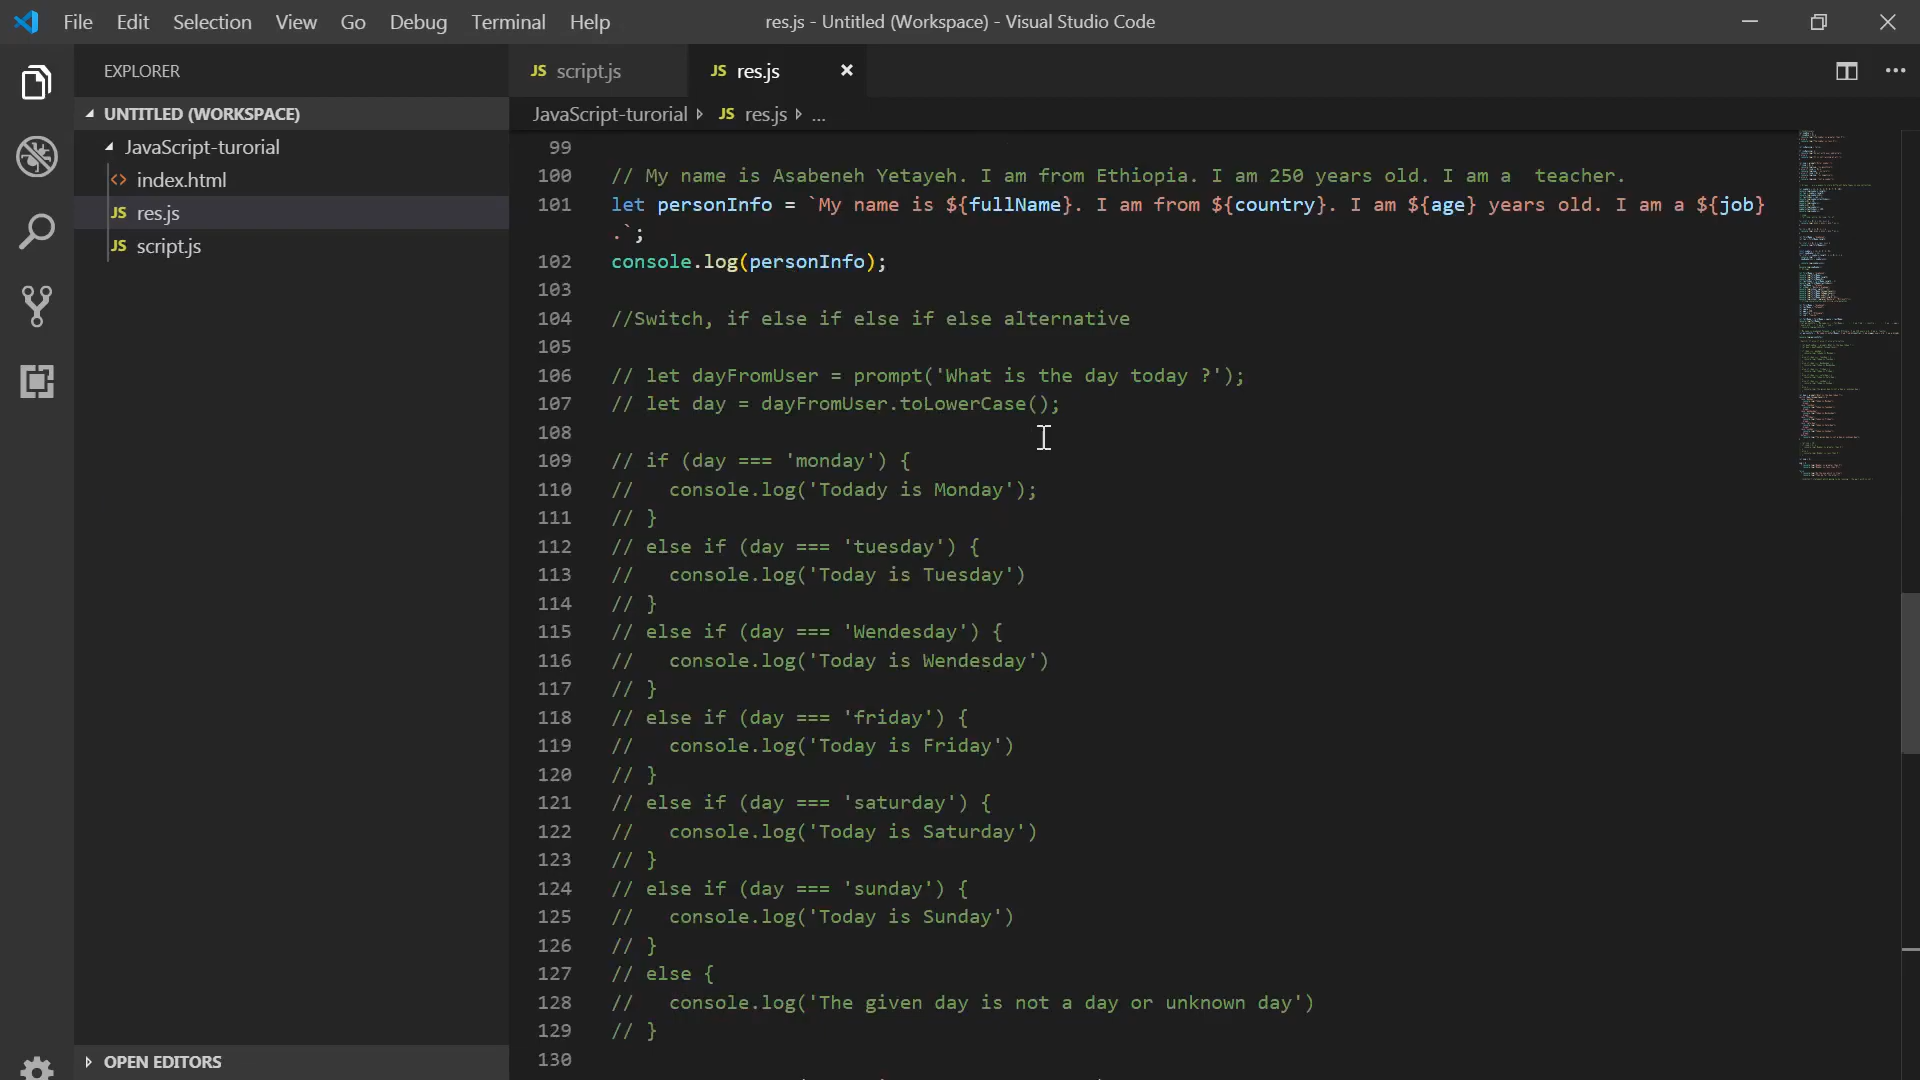 File Edit Selection View Go Debug Terminal Help
res.js - Untitled (Workspace) - Visual Studio Code
EXPLORER
UNTITLED (WORKSPACE)
JavaScript-turorial
<> index.html
JS res.js
JS script.js
OPEN EDITORS
JS script.js
JS res.js
JavaScript-turorial JS res.js ...
99
100 // My name is Asabeneh Yetayeh. I am from Ethiopia. I am 250 years old. I am a  teacher.
101 let personInfo = `My name is ${fullName}. I am from ${country}. I am ${age} years old. I am a ${job}
.`;
102 console.log(personInfo);
103
104 //Switch, if else if else if else alternative
105
106 // let dayFromUser = prompt('What is the day today ?');
107 // let day = dayFromUser.toLowerCase();
108
109 // if (day === 'monday') {
110 //   console.log('Todady is Monday');
111 // }
112 // else if (day === 'tuesday') {
113 //   console.log('Today is Tuesday')
114 // }
115 // else if (day === 'Wendesday') {
116 //   console.log('Today is Wendesday')
117 // }
118 // else if (day === 'friday') {
119 //   console.log('Today is Friday')
120 // }
121 // else if (day === 'saturday') {
122 //   console.log('Today is Saturday')
123 // }
124 // else if (day === 'sunday') {
125 //   console.log('Today is Sunday')
126 // }
127 // else {
128 //   console.log('The given day is not a day or unknown day')
129 // }
130